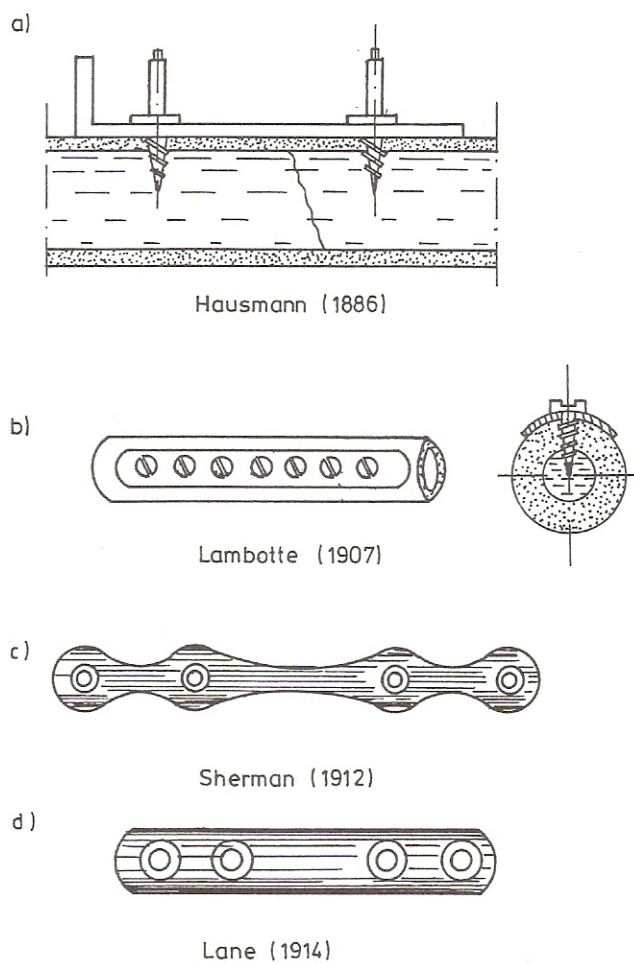 a)
Hausmann (1886)
b)
Lambotte (1907)
c)
Sherman (1912)
d)
Lane (1914)